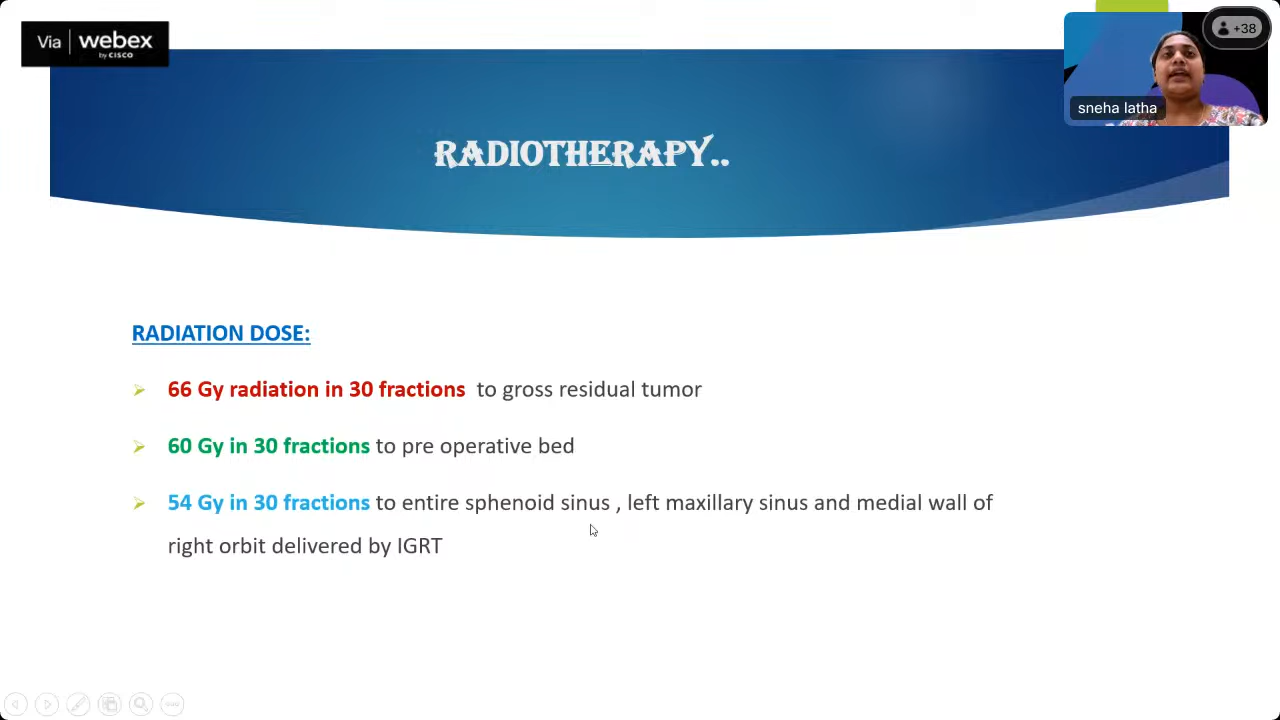 Via webex
by CISCO
+38
sneha latha
RADIOTHERAPY..
RADIATION DOSE:
66 Gy radiation in 30 fractions to gross residual tumor
60 Gy in 30 fractions to pre operative bed
54 Gy in 30 fractions to entire sphenoid sinus , left maxillary sinus and medial wall of
right orbit delivered by IGRT